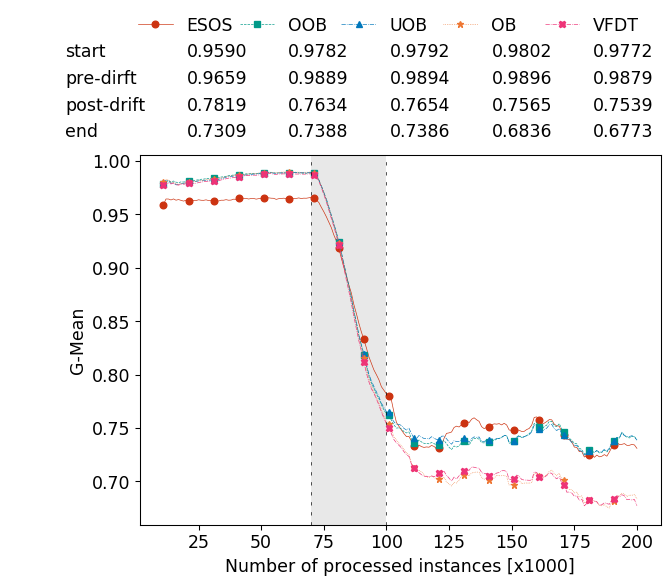 ESOS OOB UOB OB VFDT
start 0.9590 0.9782 0.9792 0.9802 0.9772
pre-dirft 0.9659 0.9889 0.9894 0.9896 0.9879
post-drift 0.7819 0.7634 0.7654 0.7565 0.7539
end 0.7309 0.7388 0.7386 0.6836 0.6773
1.00
0.95
0.90
0.85
0.80
0.75
0.70
G-Mean
25 50 75 100 125 150 175 200
Number of processed instances [x1000]